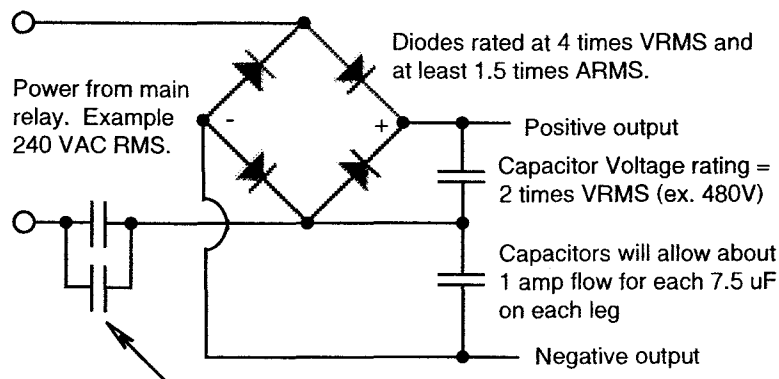 Diodes rated at 4 times VRMS and
at least 1.5 times ARMS.
Power from main
relay. Example
240 VAC RMS.
-
+
Positive output
Capacitor Voltage rating =
2 times VRMS (ex. 480V)
Capacitors will allow about
1 amp flow for each 7.5 uF
on each leg
Negative output